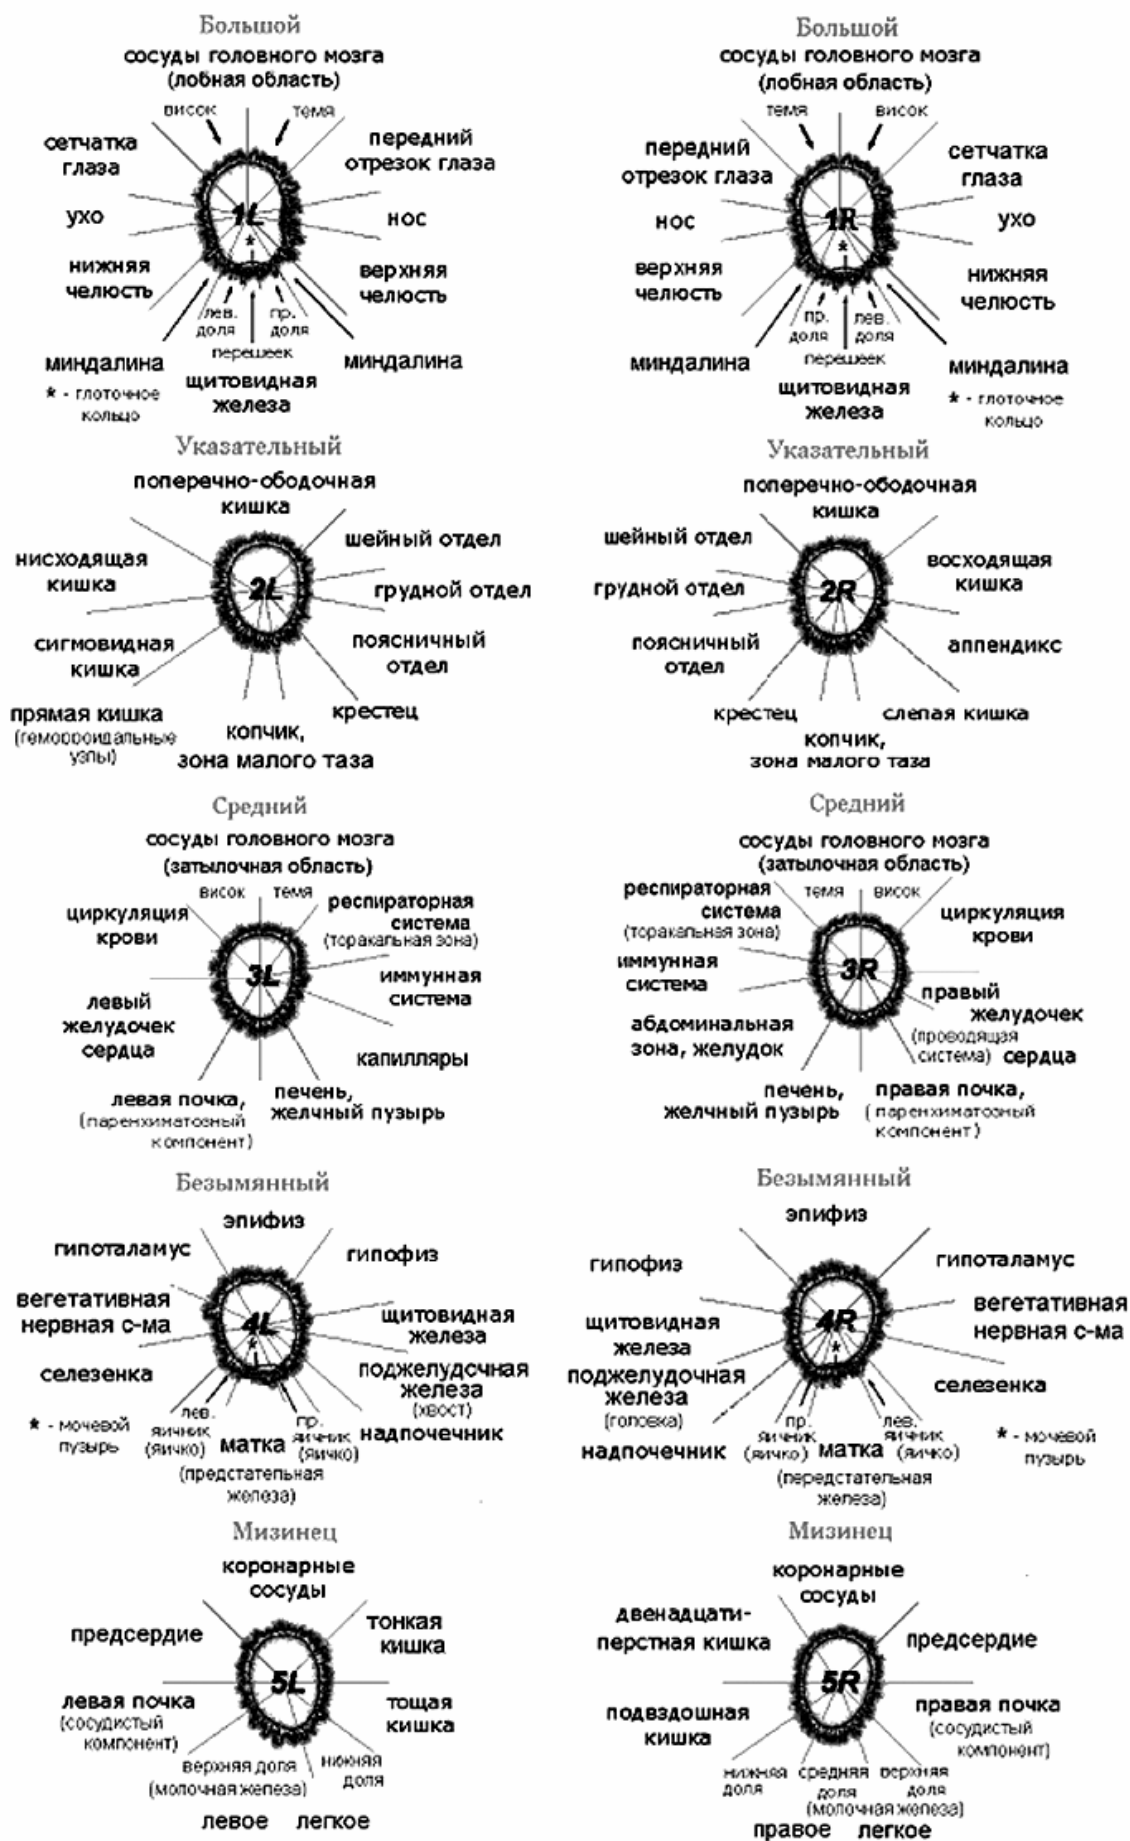 Большой
сосуды головного мозга
(лобная область)
висок
темя
сетчатка
глаза
передний
отрезок глаза
ухо
1L
нос
*
нижняя
челюсть
верхняя
челюсть
лев.
доля
пр.
доля
перешеек
миндалина
миндалина
щитовидная
железа
* - глоточное
кольцо
Большой
сосуды головного мозга
(лобная область)
темя
висок
передний
отрезок глаза
сетчатка
глаза
нос
1R
ухо
*
верхняя
челюсть
нижняя
челюсть
пр.
доля
лев.
доля
перешеек
миндалина
миндалина
щитовидная
железа
* - глоточное
кольцо
Указательный
поперечно-ободочная
кишка
шейный отдел
нисходящая
кишка
2L
грудной отдел
сигмовидная
кишка
поясничный
отдел
прямая кишка
(геморроидальные
узлы)
крестец
копчик,
зона малого таза
Указательный
поперечно-ободочная
кишка
шейный отдел
восходящая
кишка
грудной отдел
2R
поясничный
отдел
аппендикс
крестец
слепая кишка
копчик,
зона малого таза
Средний
сосуды головного мозга
(затылочная область)
висок
темя
циркуляция
крови
респираторная
система
(торакальная зона)
3L
иммунная
система
левый
желудочек
сердца
капилляры
левая почка,
(паренхиматозный
компонент)
печень,
желчный пузырь
Средний
сосуды головного мозга
(затылочная область)
темя
висок
респираторная
система
(торакальная зона)
циркуляция
крови
иммунная
система
3R
правый
желудочек
(проводящая
система) сердца
абдоминальная
зона, желудок
печень,
желчный пузырь
правая почка,
( паренхиматозный
компонент)
Безымянный
эпифиз
гипоталамус
гипофиз
вегетативная
нервная с-ма
4L
щитовидная
железа
*
селезенка
поджелудочная
железа
(хвост)
* - мочевой
пузырь
лев.
яичник
(яичко)
матка
(предстательная
железа)
пр.
яичник
(яичко)
надпочечник
Безымянный
эпифиз
гипофиз
гипоталамус
щитовидная
железа
4R
вегетативная
нервная с-ма
*
поджелудочная
железа
(головка)
селезенка
надпочечник
пр.
яичник
(яичко)
матка
(передстательная
железа)
лев.
яичник
(яичко)
* - мочевой
пузырь
Мизинец
коронарные
сосуды
предсердие
тонкая
кишка
5L
левая почка
(сосудистый
компонент)
тощая
кишка
верхняя доля
(молочная железа)
нижняя
доля
левое легкое
Мизинец
коронарные
сосуды
двенадцати-
перстная кишка
предсердие
5R
подвздошная
кишка
правая почка
(сосудистый
компонент)
нижняя
доля
средняя
доля
верхняя
доля
(молочная железа)
правое легкое